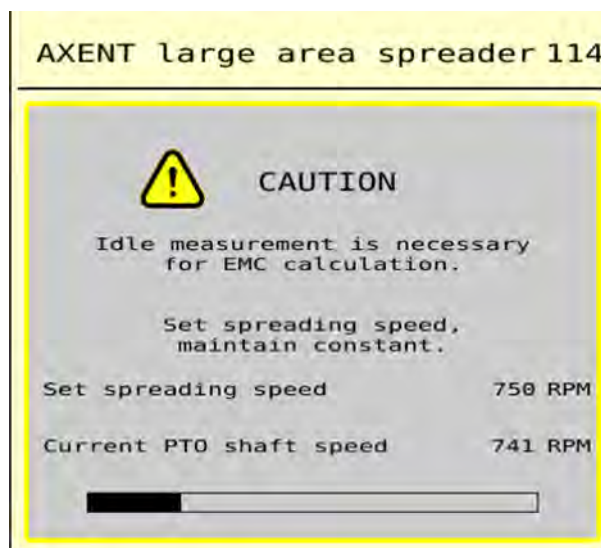 AXENT large area spreader 114
CAUTION
Idle measurement is necessary
for EMC calculation.
Set spreading speed,
maintain constant.
Set spreading speed 750 RPM
Current PTO shaft speed 741 RPM